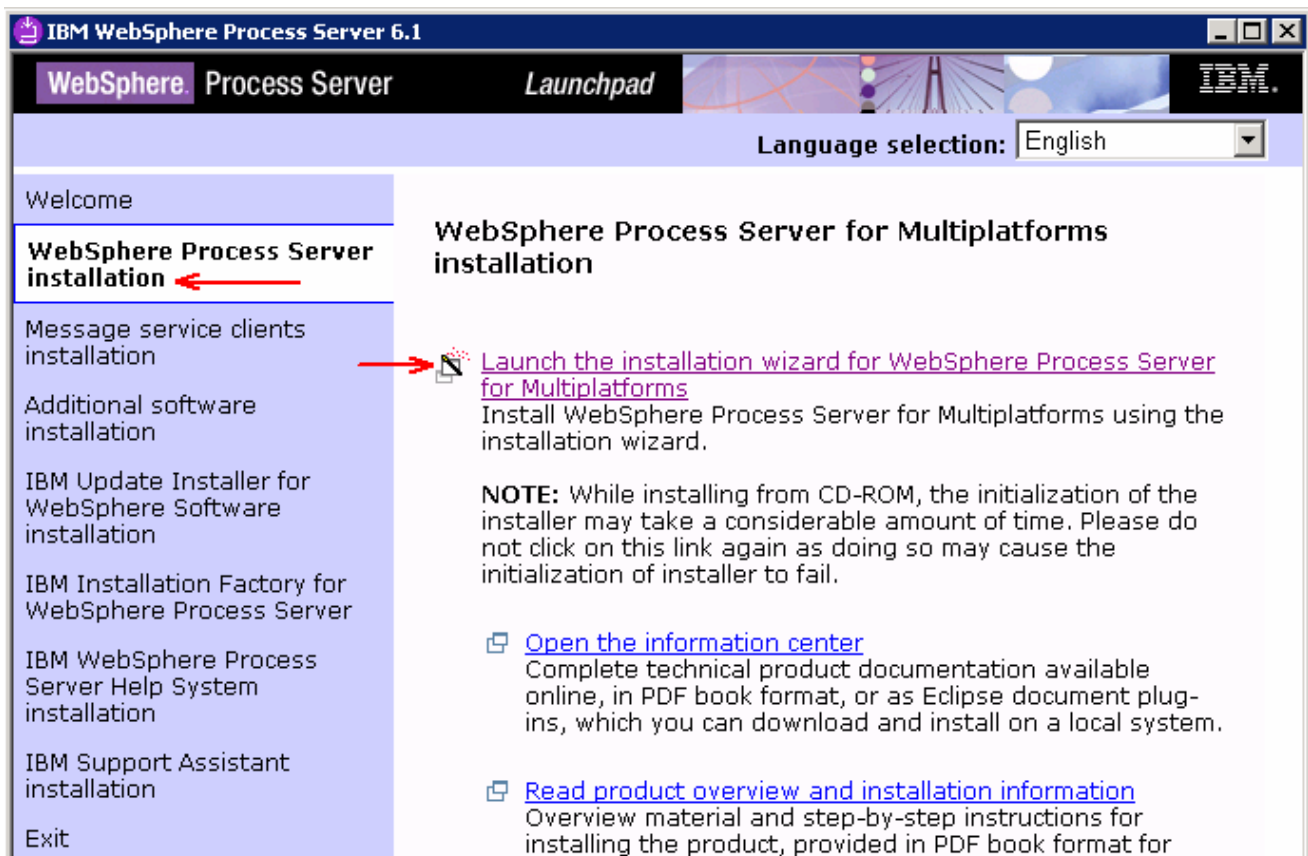 IBM WebSphere Process Server 6.1
WebSphere. Process Server
Launchpad
IBM.
Language selection: English
Welcome
WebSphere Process Server
installation
Message service clients
installation
Additional software
installation
IBM Update Installer for
WebSphere Software
installation
IBM Installation Factory for
WebSphere Process Server
IBM WebSphere Process
Server Help System
installation
IBM Support Assistant
installation
Exit
WebSphere Process Server for Multiplatforms
installation
Launch the installation wizard for WebSphere Process Server
for Multiplatforms
Install WebSphere Process Server for Multiplatforms using the
installation wizard.
NOTE: While installing from CD-ROM, the initialization of the
installer may take a considerable amount of time. Please do
not click on this link again as doing so may cause the
initialization of installer to fail.
Open the information center
Complete technical product documentation available
online, in PDF book format, or as Eclipse document plug-
ins, which you can download and install on a local system.
Read product overview and installation information
Overview material and step-by-step instructions for
installing the product, provided in PDF book format for